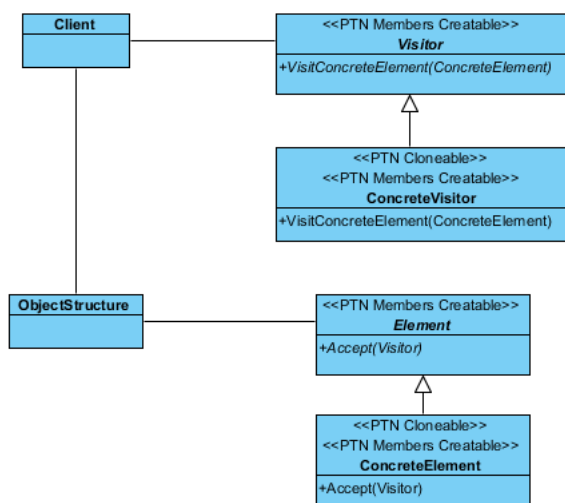 Client
<<PTN Members Creatable>>
Visitor
+VisitConcreteElement(ConcreteElement)
<<PTN Cloneable>>
<<PTN Members Creatable>>
ConcreteVisitor
+VisitConcreteElement(ConcreteElement)
ObjectStructure
<<PTN Members Creatable>>
Element
+Accept(Visitor)
<<PTN Cloneable>>
<<PTN Members Creatable>>
ConcreteElement
+Accept(Visitor)